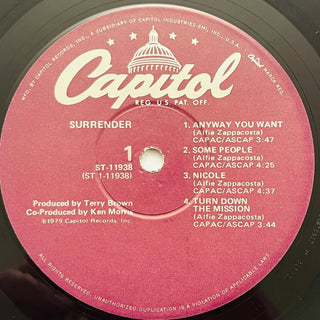 MFD. BY CAPITOL RECORDS, INC., A SUBSIDIARY OF CAPITOL INDUSTRIES-EMI, INC., U.S.A.
Capitol
MARCA REG.
Capitol
REG. U.S. PAT. OFF.
SURRENDER
1
ST-11938
(ST 1-11938)
Produced by Terry Brown
Co-Produced by Ken Morris
℗1979 Capitol Records, Inc.
1. ANYWAY YOU WANT
(Alfie Zappacosta)
CAPAC/ASCAP 3:47
2. SOME PEOPLE
(Alfie Zappacosta)
CAPAC/ASCAP 4:25
3. NICOLE
(Alfie Zappacosta)
CAPAC/ASCAP 4:37
4. TURN DOWN
THE MISSION
(Alfie Zappacosta)
CAPAC/ASCAP 3:44
ALL RIGHTS RESERVED. UNAUTHORIZED DUPLICATION IS A VIOLATION OF APPLICABLE LAWS.